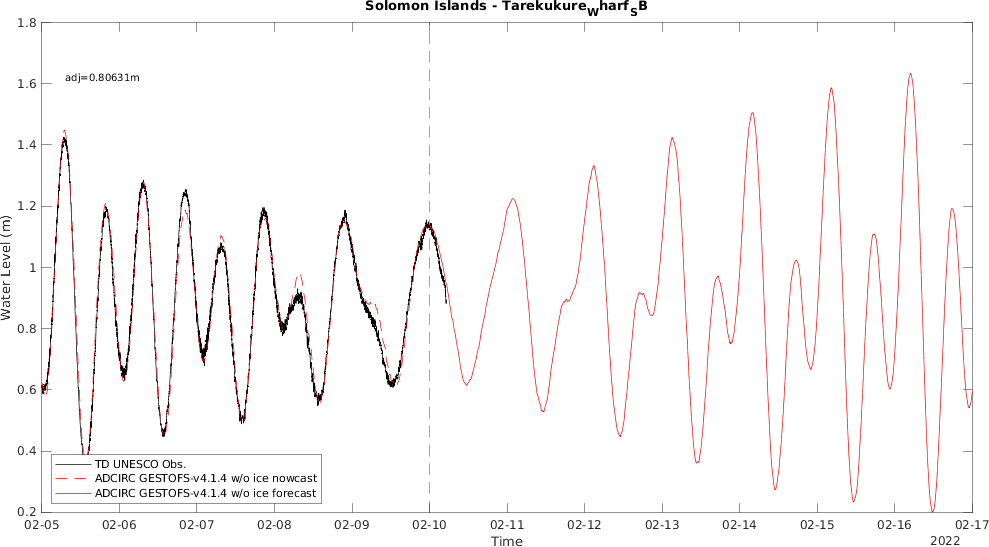 Solomon Islands - Tarekukure_Wharf_SB
adj=0.80631m
Water Level (m)
1.8
1.6
1.4
1.2
1
0.8
0.6
0.4
0.2
TD UNESCO Obs.
ADCIRC GESTOFS-v4.1.4 w/o ice nowcast
ADCIRC GESTOFS-v4.1.4 w/o ice forecast
02-05 02-06 02-07 02-08 02-09 02-10 02-11 02-12 02-13 02-14 02-15 02-16 02-17
Time
2022